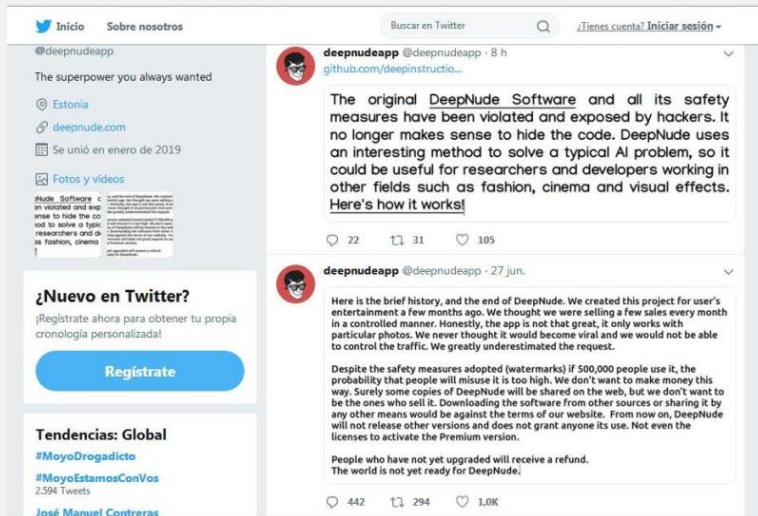 Inicio Sobre nosotros
Buscar en Twitter
¿Tienes cuenta? Iniciar sesión
@deepnudeapp
The superpower you always wanted
Estonia
deepnude.com
Se unió en enero de 2019
Fotos y vídeos
¿Nuevo en Twitter?
¡Regístrate ahora para obtener tu propia
cronología personalizada!
Regístrate
Tendencias: Global
#MoyoDrogadicto
#MoyoEstamosConVos
2.594 Tweets
José Manuel Contreras
deepnudeapp @deepnudeapp · 8 h
github.com/deepinstructio...
The original DeepNude Software and all its safety
measures have been violated and exposed by hackers. It
no longer makes sense to hide the code. DeepNude uses
an interesting method to solve a typical AI problem, so it
could be useful for researchers and developers working in
other fields such as fashion, cinema and visual effects.
Here's how it works!
22 31 105
deepnudeapp @deepnudeapp · 27 jun.
Here is the brief history, and the end of DeepNude. We created this project for user's
entertainment a few months ago. We thought we were selling a few sales every month
in a controlled manner. Honestly, the app is not that great, it only works with
particular photos. We never thought it would become viral and we would not be able
to control the traffic. We greatly underestimated the request.
Despite the safety measures adopted (watermarks) if 500,000 people use it, the
probability that people will misuse it is too high. We don't want to make money this
way. Surely some copies of DeepNude will be shared on the web, but we don't want to
be the ones who sell it. Downloading the software from other sources or sharing it by
any other means would be against the terms of our website. From now on, DeepNude
will not release other versions and does not grant anyone its use. Not even the
licenses to activate the Premium version.
People who have not yet upgraded will receive a refund.
The world is not yet ready for DeepNude.
442 294 1,0K